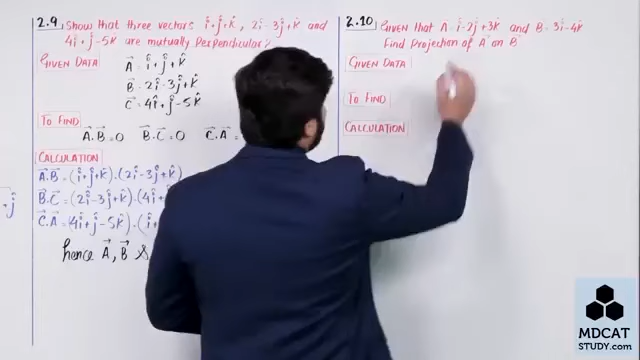 2.9 Show that three vectors î+ĵ+k̂, 2î-3ĵ+k̂ and
4î+ĵ-5k̂ are mutually Perpendicular?
GIVEN DATA
A⃗ = î+ĵ+k̂
B⃗ = 2î-3ĵ+k̂
C⃗ = 4î+ĵ-5k̂
TO FIND
A⃗.B⃗=0 B⃗.C⃗=0 C⃗.A⃗=
CALCULATION
A⃗.B⃗=(î+ĵ+k̂).(2î-3ĵ+k̂)
B⃗.C⃗=(2î-3ĵ+k̂).(4î
C⃗.A⃗=4î+ĵ-5k̂).(î
hence A⃗, B⃗ &
+ĵ
2.10 GIVEN that A = î-2ĵ+3k̂ and B = 3î-4k̂
Find Projection of A⃗ on B⃗
GIVEN DATA
TO FIND
CALCULATION
MDCAT
STUDY.com